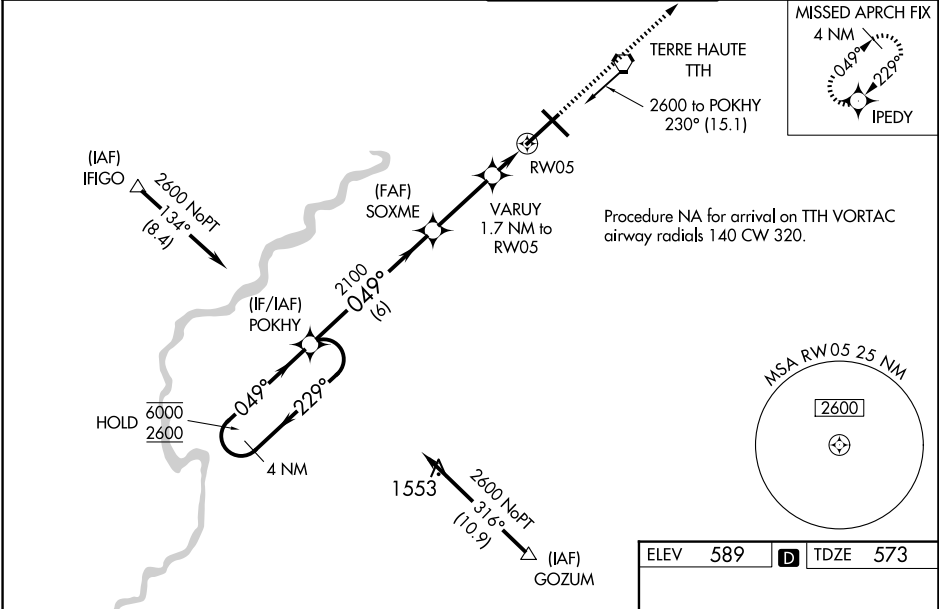 MISSED APRCH FIX
4 NM
049°
229°
IPEDY
TERRE HAUTE
TTH
2600 to POKHY
230° (15.1)
RW05
(IAF)
IFIGO
2600 NoPT
134°
(8.4)
(FAF)
SOXME
VARUY
1.7 NM to
RW05
Procedure NA for arrival on TTH VORTAC
airway radials 140 CW 320.
2100
049°
(6)
(IF/IAF)
POKHY
049°
229°
HOLD
6000
2600
4 NM
MSA RW05 25 NM
2600
1553
2600 NoPT
316°
(10.9)
(IAF)
GOZUM
ELEV 589 D TDZE 573